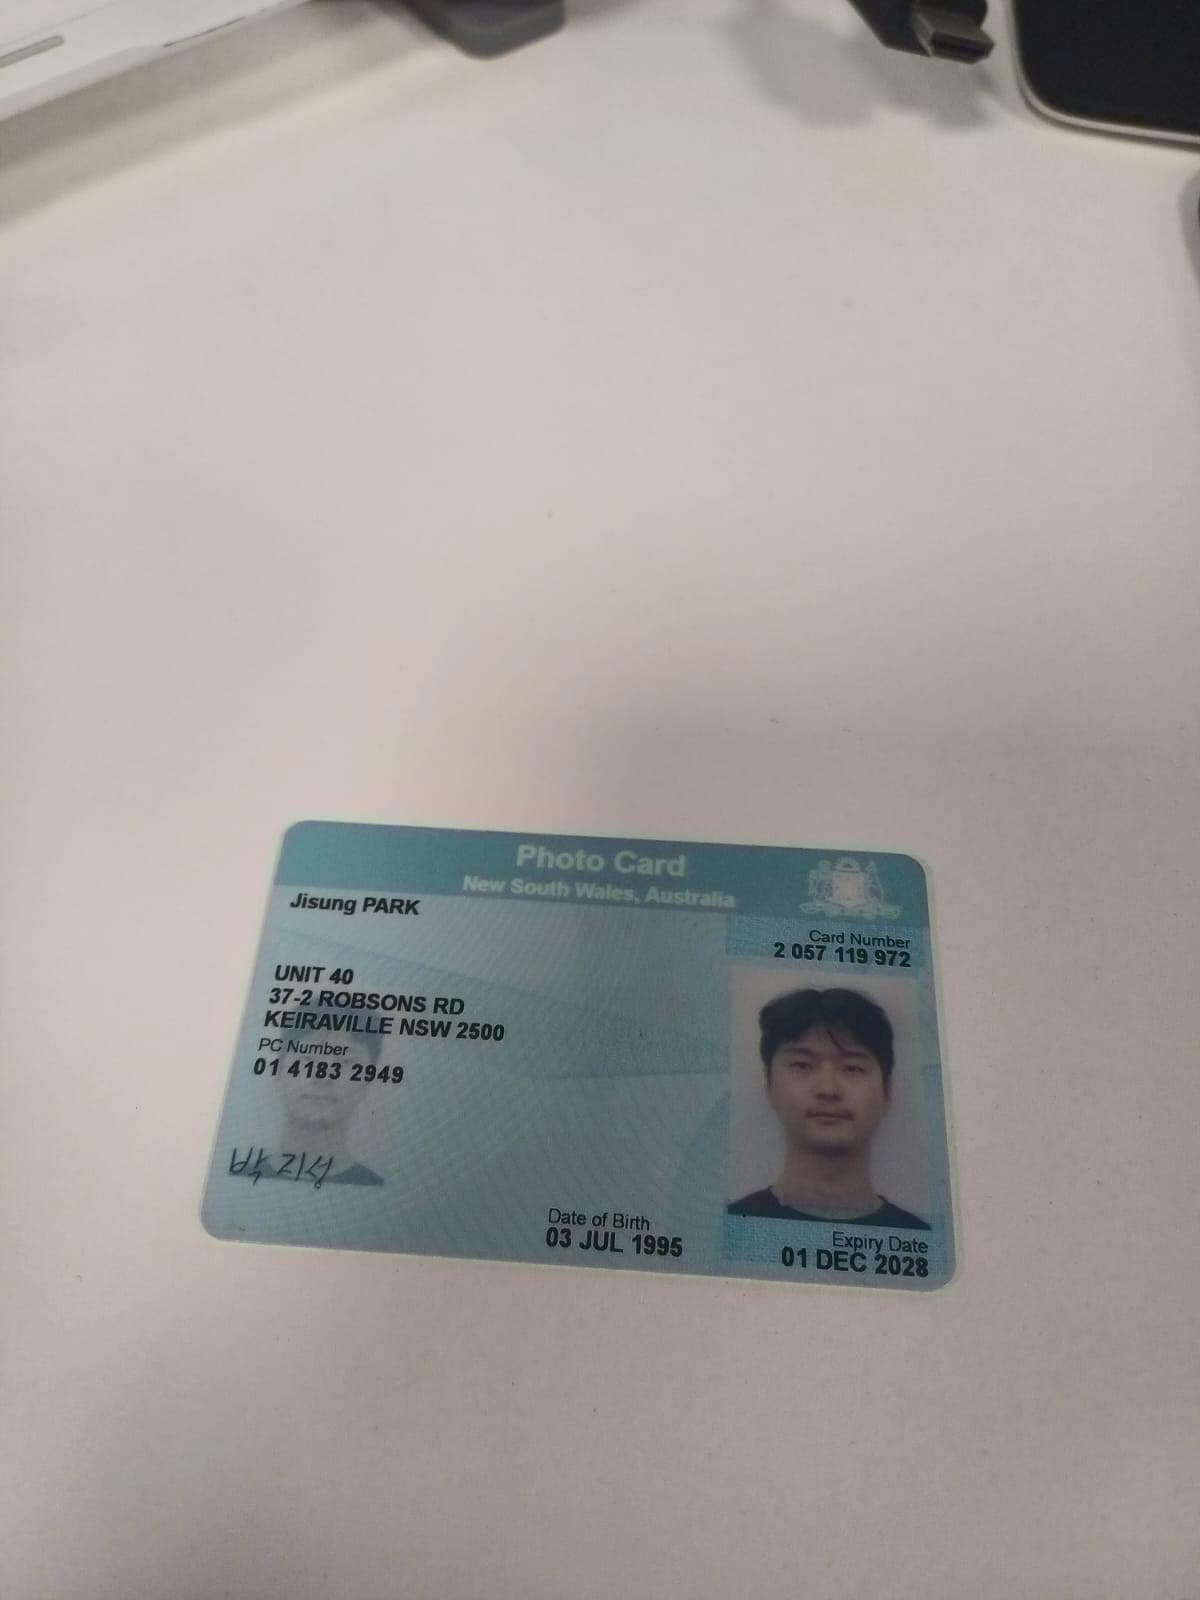 Photo Card
New South Wales, Australia
Jisung PARK
Card Number
2 057 119 972
UNIT 40
37-2 ROBSONS RD
KEIRAVILLE NSW 2500
PC Number
01 4183 2949
박지성
Date of Birth
03 JUL 1995
Expiry Date
01 DEC 2028